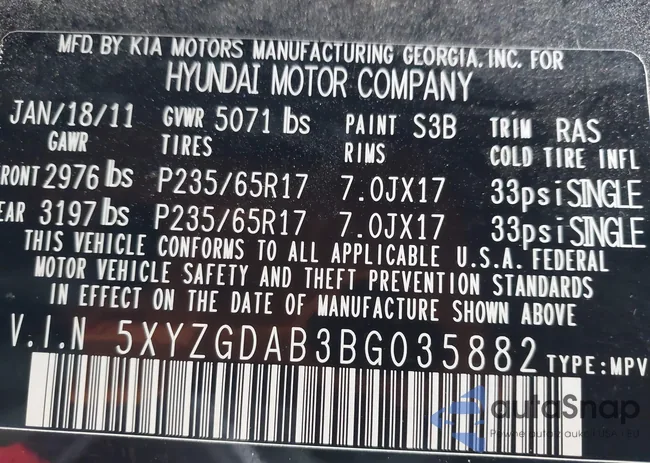 MFD. BY KIA MOTORS MANUFACTURING GEORGIA, INC. FOR
HYUNDAI MOTOR COMPANY
JAN/18/11 GVWR 5071 lbs PAINT S3B TRIM RAS
GAWR TIRES RIMS COLD TIRE INFL
RONT 2976 lbs P235/65R17 7.0JX17 33psi SINGLE
EAR 3197 lbs P235/65R17 7.0JX17 33psi SINGLE
THIS VEHICLE CONFORMS TO ALL APPLICABLE U.S.A. FEDERAL
MOTOR VEHICLE SAFETY AND THEFT PREVENTION STANDARDS
IN EFFECT ON THE DATE OF MANUFACTURE SHOWN ABOVE
V.I.N 5XYZGDAB3BG035882 TYPE:MPV
autoSnap
Pewne auto z aukcji